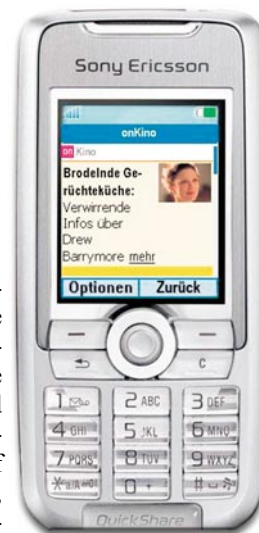 Sony Ericsson
onKino
on Kino
Brodelnde Ge-
rüchteküche:
Verwirrende
Infos über
Drew
Barrymore mehr
Optionen Zurück
C
1
2 ABC
3 DEF
4 GHI
5 JKL
6 MNO
7 PQRS
8 TUV
9 WXYZ
* a/A
0 +
#
QuickShare